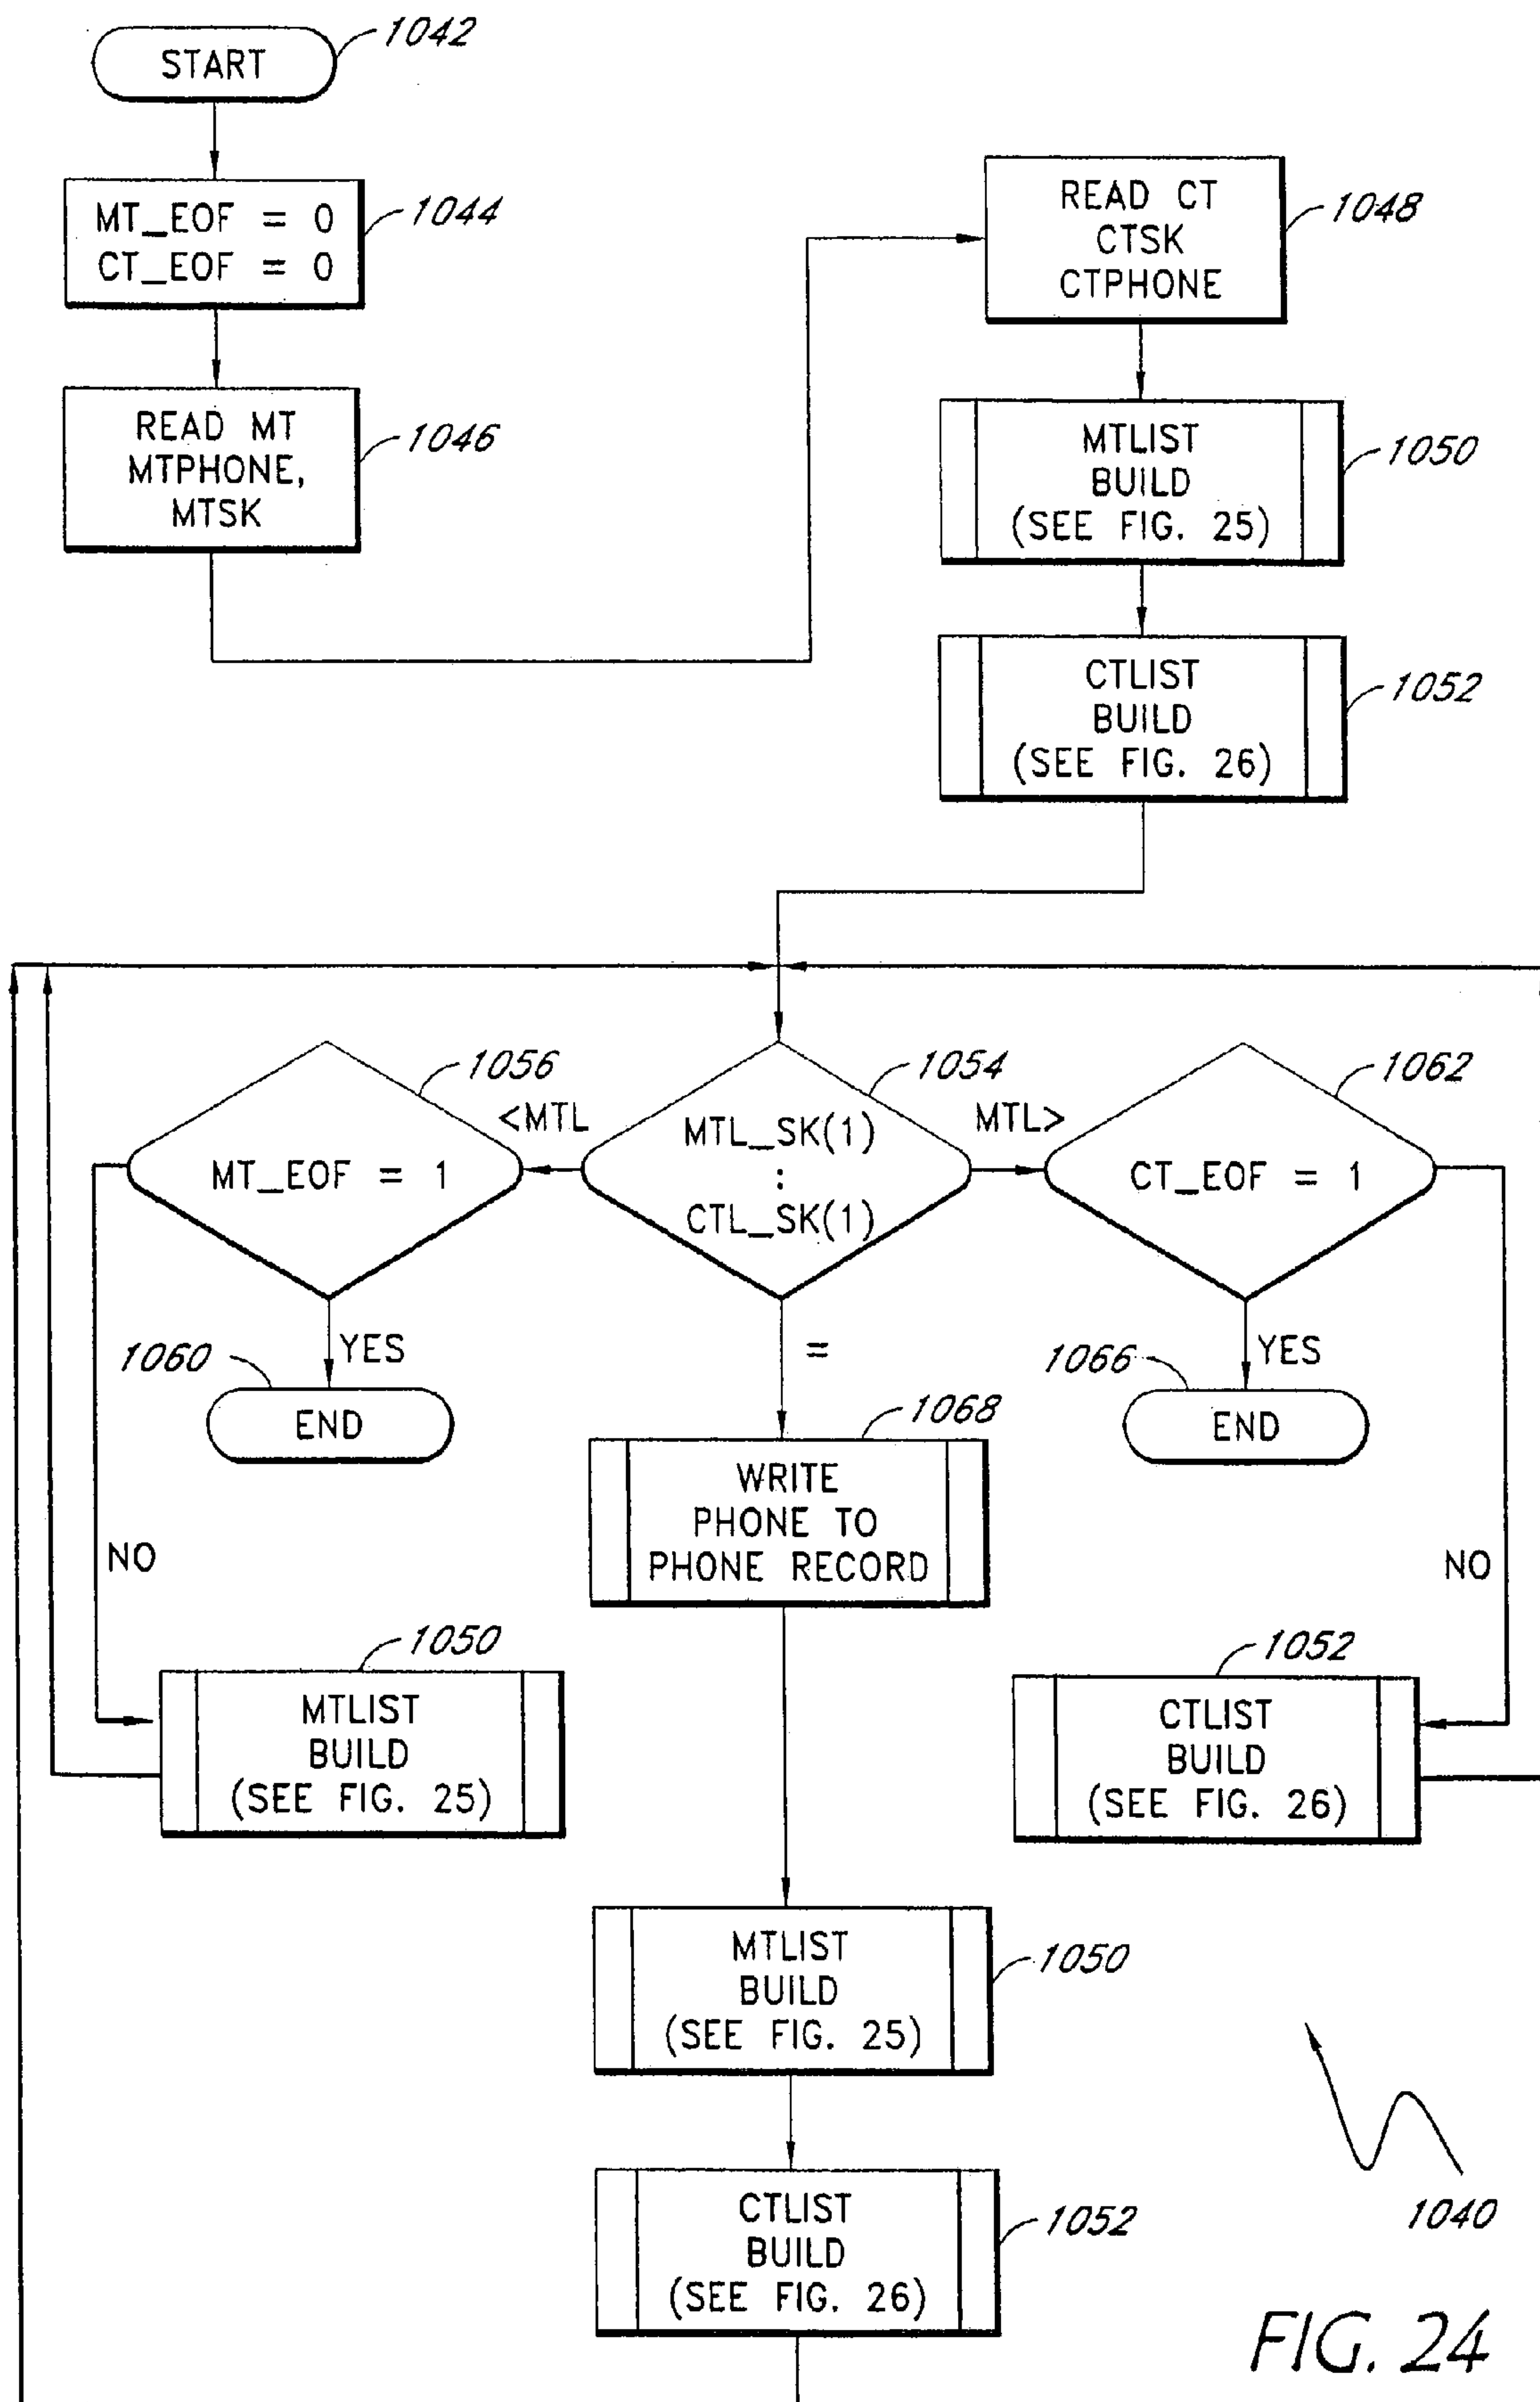 START
1042
MT_EOF = 0
CT_EOF = 0
1044
READ MT
MTPHONE,
MTSK
1046
READ CT
CTSK
CTPHONE
1048
MTLIST
BUILD
(SEE FIG. 25)
1050
CTLIST
BUILD
(SEE FIG. 26)
1052
MT_EOF = 1
1056
<MTL
MTL_SK(1)
:
CTL_SK(1)
1054
MTL>
CT_EOF = 1
1062
YES
1060
END
=
YES
1066
END
1068
WRITE
PHONE TO
PHONE RECORD
NO
NO
1050
MTLIST
BUILD
(SEE FIG. 25)
1052
CTLIST
BUILD
(SEE FIG. 26)
MTLIST
BUILD
(SEE FIG. 25)
1050
CTLIST
BUILD
(SEE FIG. 26)
1052
1040
FIG. 24